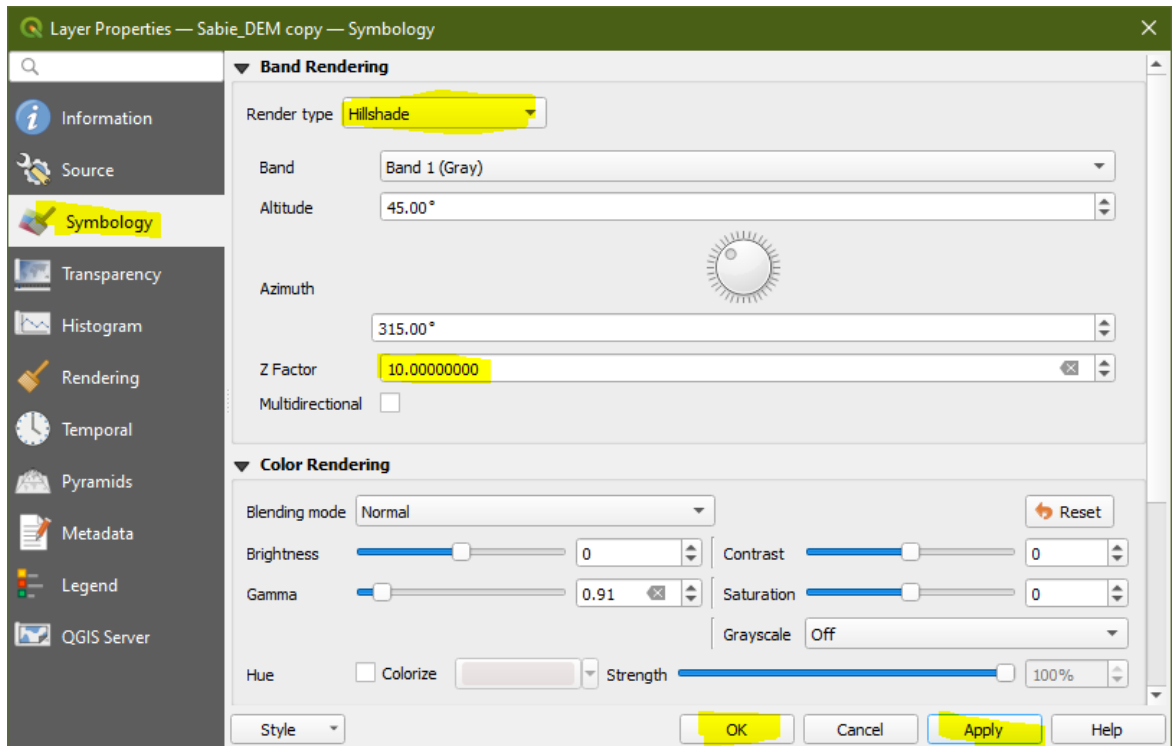 Layer Properties — Sabie_DEM copy — Symbology
Information
Source
Symbology
Transparency
Histogram
Rendering
Temporal
Pyramids
Metadata
Legend
QGIS Server
Band Rendering
Render type Hillshade
Band Band 1 (Gray)
Altitude 45.00°
Azimuth
315.00°
Z Factor 10.00000000
Multidirectional
Color Rendering
Blending mode Normal Reset
Brightness 0 Contrast 0
Gamma 0.91 Saturation 0
Grayscale Off
Hue Colorize Strength 100%
Style OK Cancel Apply Help